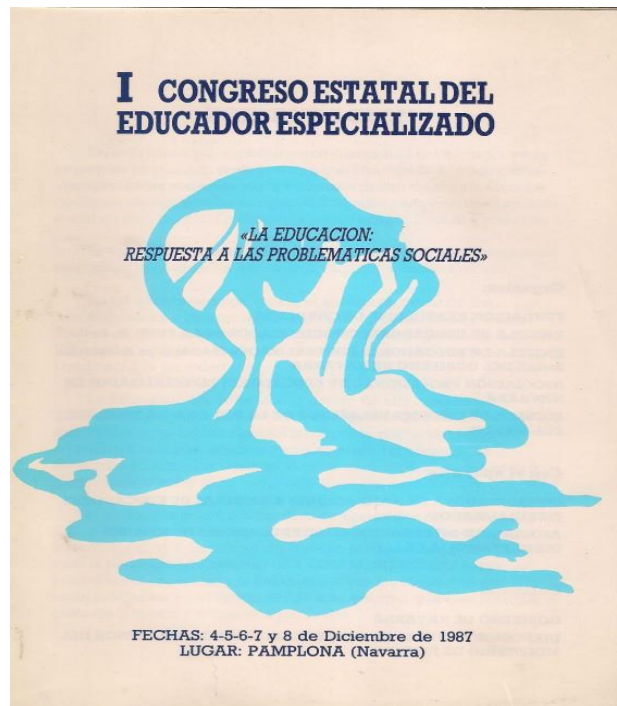 I CONGRESO ESTATAL DEL
EDUCADOR ESPECIALIZADO
«LA EDUCACION:
RESPUESTA A LAS PROBLEMATICAS SOCIALES»
FECHAS: 4-5-6-7 y 8 de Diciembre de 1987
LUGAR: PAMPLONA (Navarra)